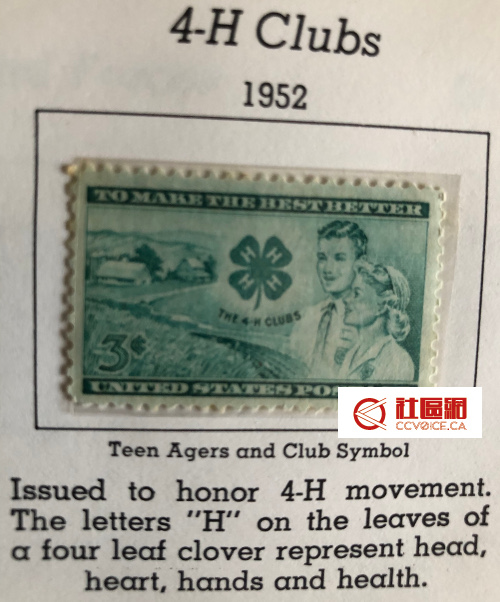 4-H Clubs
1952
TO MAKE THE BEST BETTER
H H
H H
THE 4-H CLUBS
3¢
UNITED STATES POS
社區網
CCVOICE.CA
Teen Agers and Club Symbol
Issued to honor 4-H movement.
The letters "H" on the leaves of
a four leaf clover represent head,
heart, hands and health.